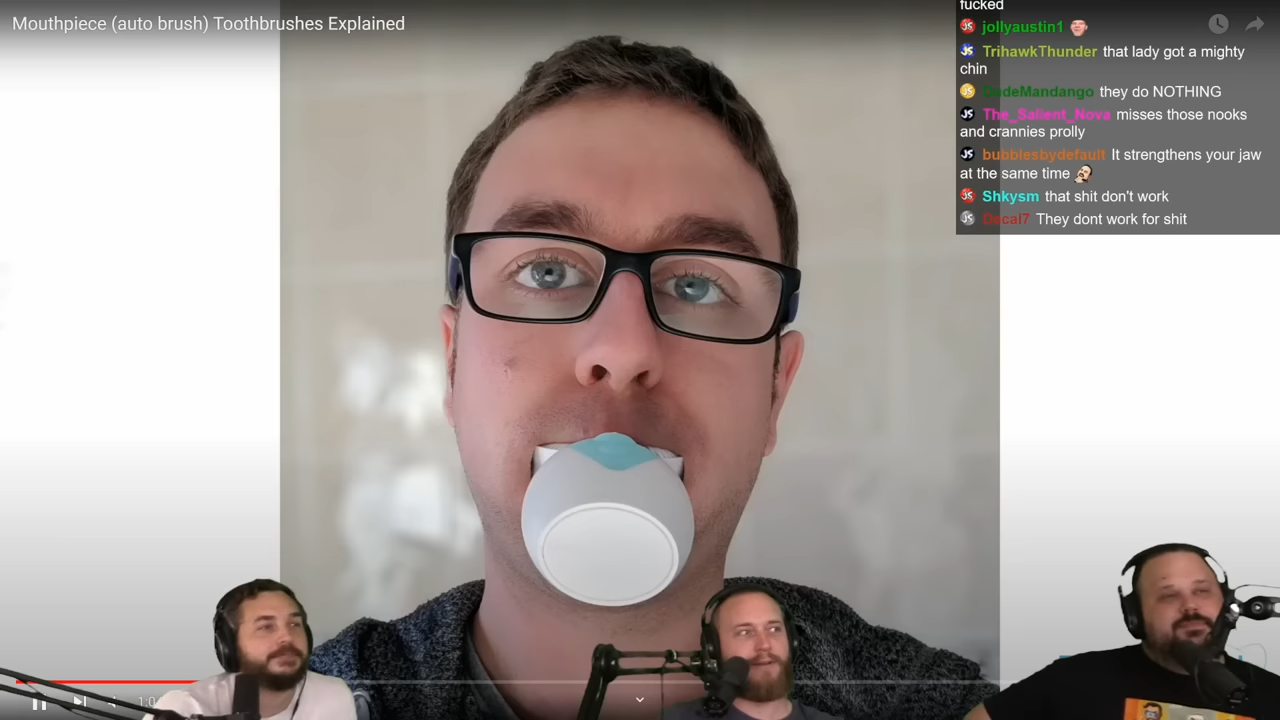 Mouthpiece (auto brush) Toothbrushes Explained
fucked
jollyaustin1
TrihawkThunder that lady got a mighty
chin
DudeMandango they do NOTHING
The_Salient_Nova misses those nooks
and crannies prolly
bubblesbydefault It strengthens your jaw
at the same time
Shkysm that shit don't work
Decal7 They dont work for shit